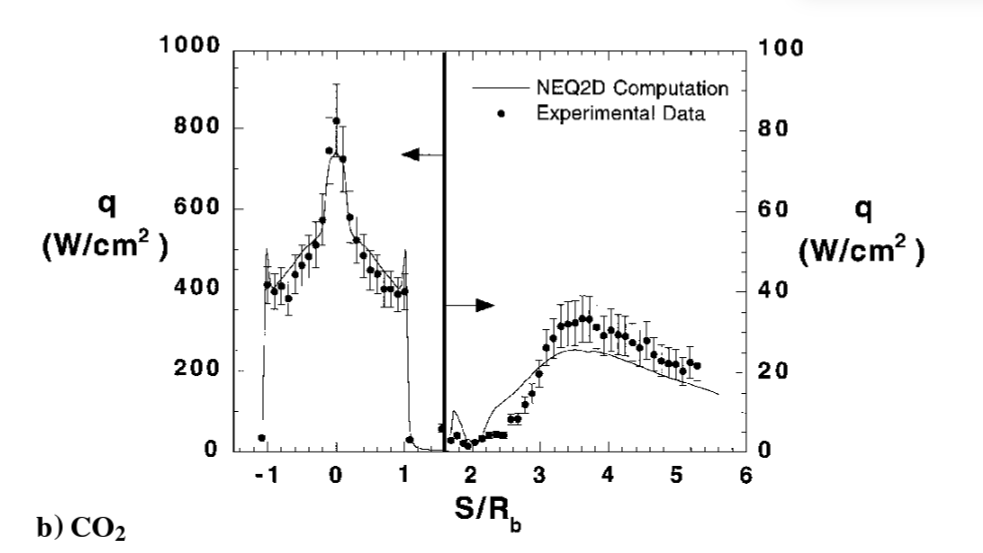 1000
800
600
400
200
0
q
(W/cm² )
100
80
60
40
20
0
q
(W/cm² )
NEQ2D Computation
Experimental Data
-1 0 1 2 3 4 5 6
S/R_b
b) CO₂